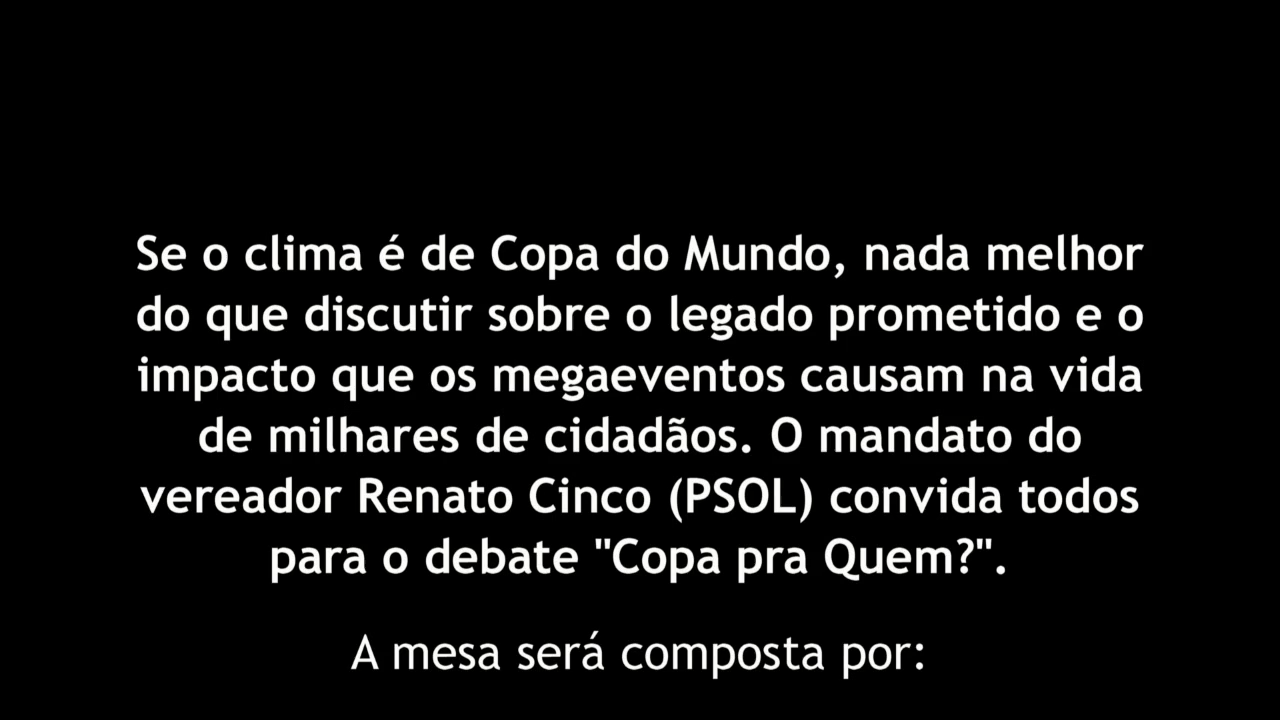 Se o clima é de Copa do Mundo, nada melhor
do que discutir sobre o legado prometido e o
impacto que os megaeventos causam na vida
de milhares de cidadãos. O mandato do
vereador Renato Cinco (PSOL) convida todos
para o debate "Copa pra Quem?".
A mesa será composta por: